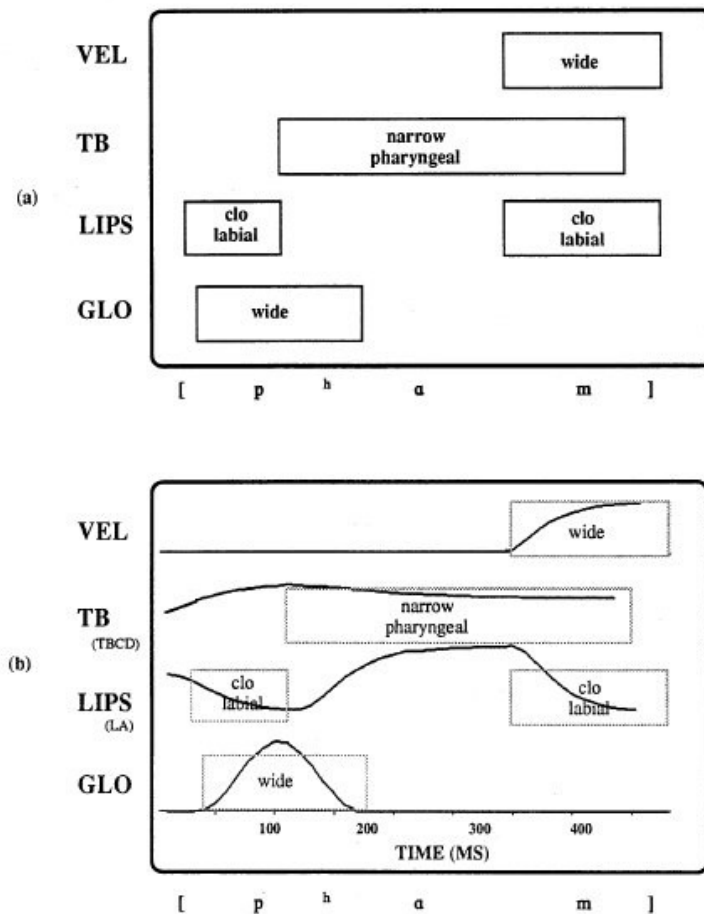 VEL
wide
TB
narrow
pharyngeal
(a)
LIPS
clo
labial
clo
labial
GLO
wide
[ p ʰ ɑ m ]
VEL
wide
TB
(TBCD)
narrow
pharyngeal
(b)
LIPS
(LA)
clo
labial
clo
labial
GLO
wide
100 200 300 400
TIME (MS)
[ p ʰ ɑ m ]